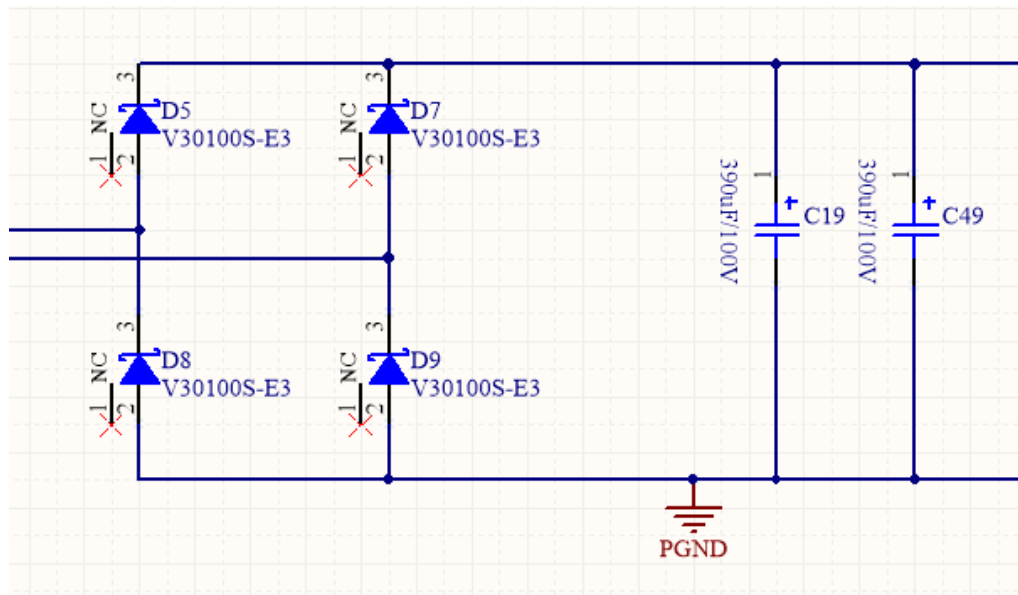 3
D5
NC
V30100S-E3
1
2
3
D7
NC
V30100S-E3
1
2
1
390uF/100V
C19
1
390uF/100V
C49
3
D8
NC
V30100S-E3
1
2
3
D9
NC
V30100S-E3
1
2
PGND